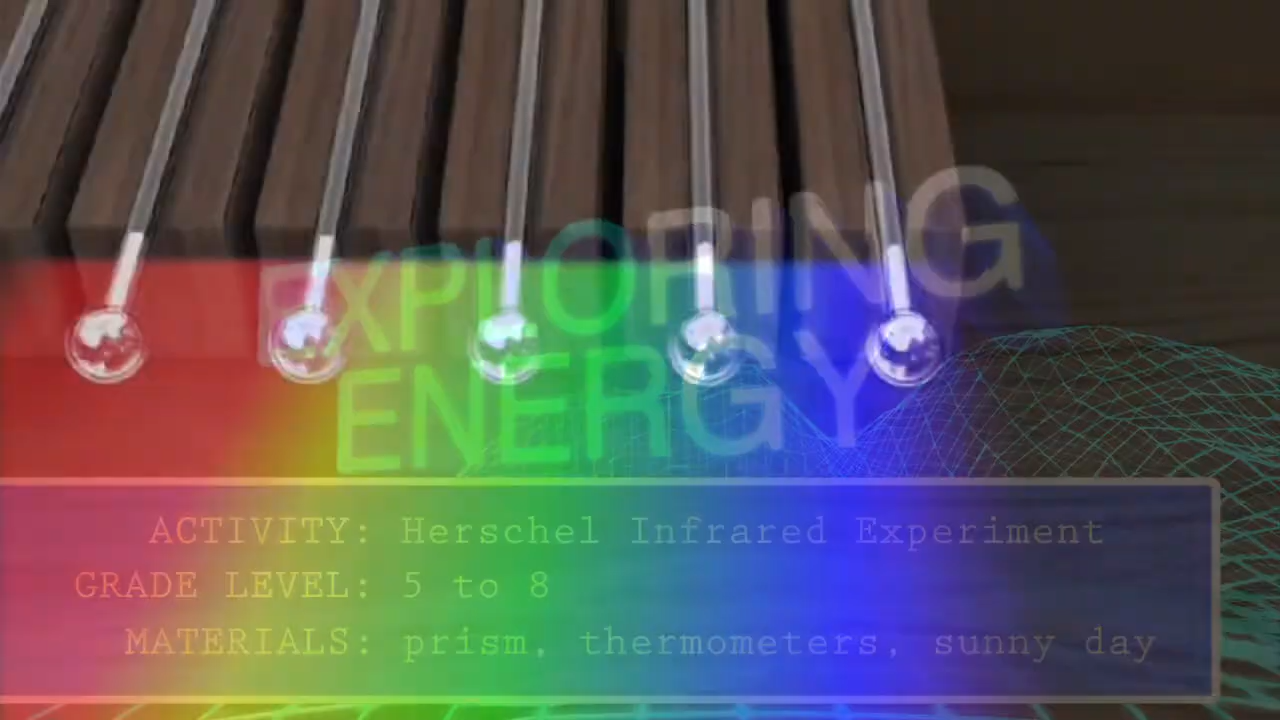 EXPLORING
ENERGY
ACTIVITY: Herschel Infrared Experiment
GRADE LEVEL: 5 to 8
MATERIALS: prism, thermometers, sunny day